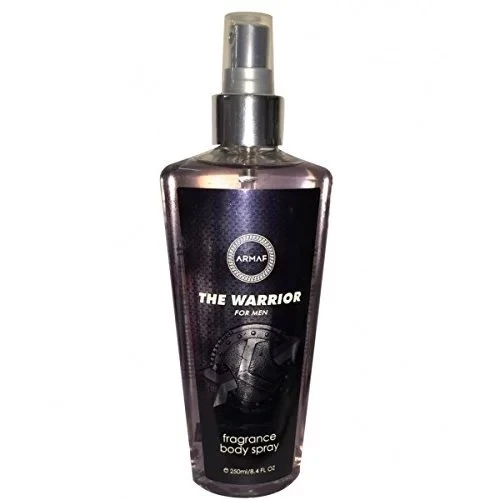 ARMAF
THE WARRIOR
FOR MEN
fragrance
body spray
℮ 250ml/8.4 FL OZ